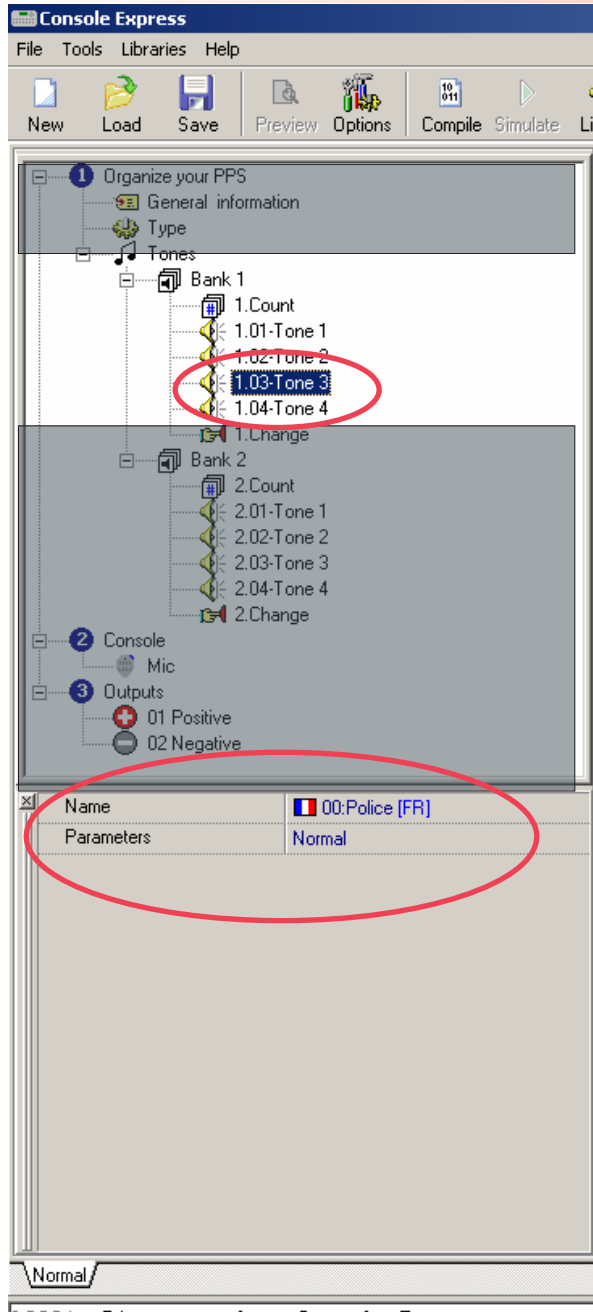 Console Express
File Tools Libraries Help
New Load Save Preview Options Compile Simulate Li
1 Organize your PPS
General information
Type
Tones
Bank 1
1.Count
1.01-Tone 1
1.02-Tone 2
1.03-Tone 3
1.04-Tone 4
1.Change
Bank 2
2.Count
2.01-Tone 1
2.02-Tone 2
2.03-Tone 3
2.04-Tone 4
2.Change
2 Console
Mic
3 Outputs
01 Positive
02 Negative
Name 00:Police [FR]
Parameters Normal
Normal